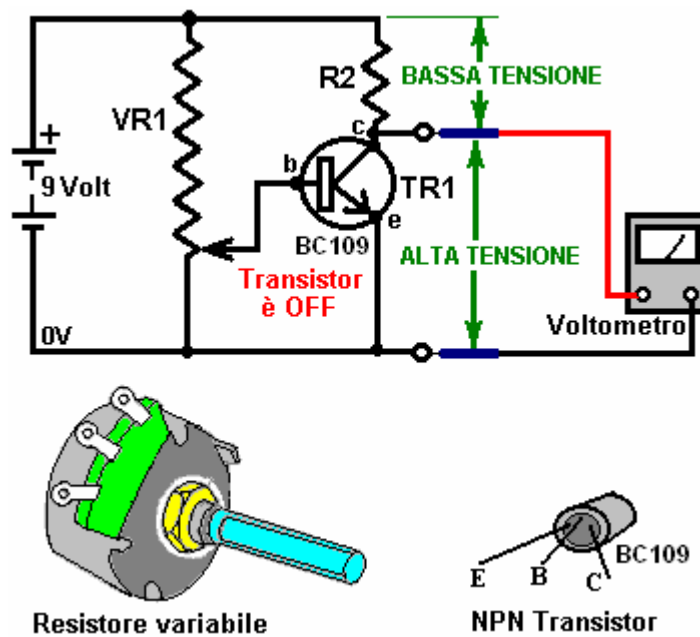 R2
BASSA TENSIONE
VR1
c
+
b
9 Volt
TR1
e
BC109
ALTA TENSIONE
Transistor
è OFF
Voltometro
0V
E
B
C
BC109
Resistore variabile
NPN Transistor